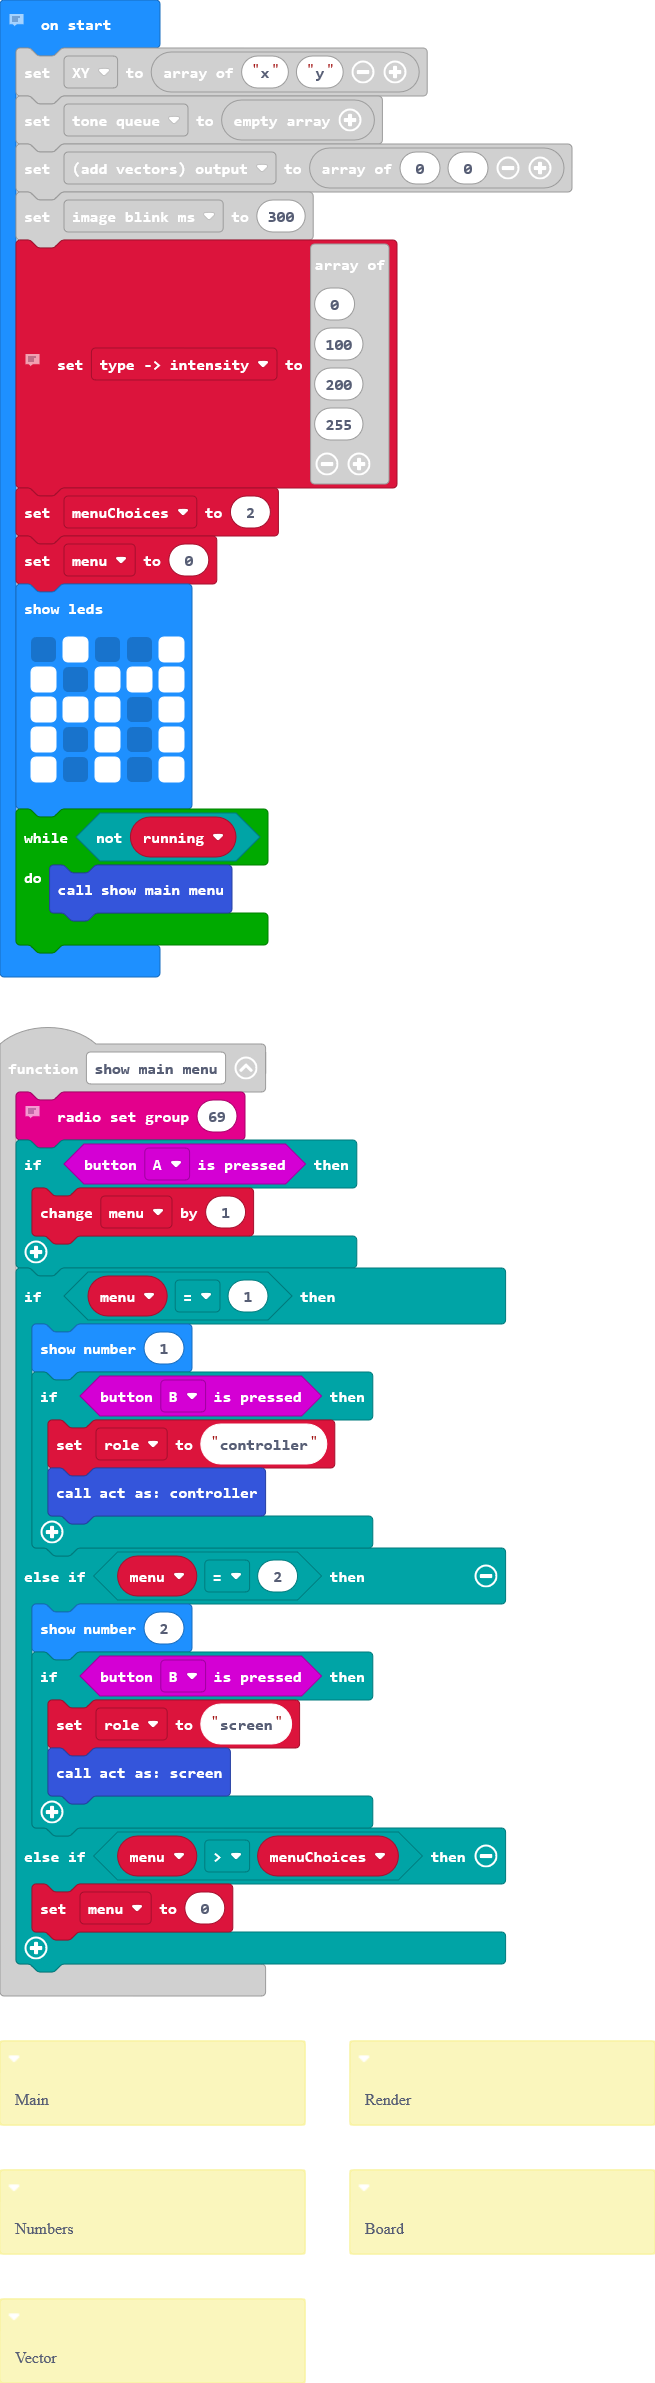 on start
set XY to array of "x" "y"
set tone queue to empty array
set (add vectors) output to array of 0 0
set image blink ms to 300
array of
0
100
set type -> intensity to
200
255
set menuChoices to 2
set menu to 0
show leds
while not running
do
call show main menu
function show main menu
radio set group 69
if button A is pressed then
change menu by 1
if menu = 1 then
show number 1
if button B is pressed then
set role to "controller"
call act as: controller
else if menu = 2 then
show number 2
if button B is pressed then
set role to "screen"
call act as: screen
else if menu > menuChoices then
set menu to 0
Main
Render
Numbers
Board
Vector